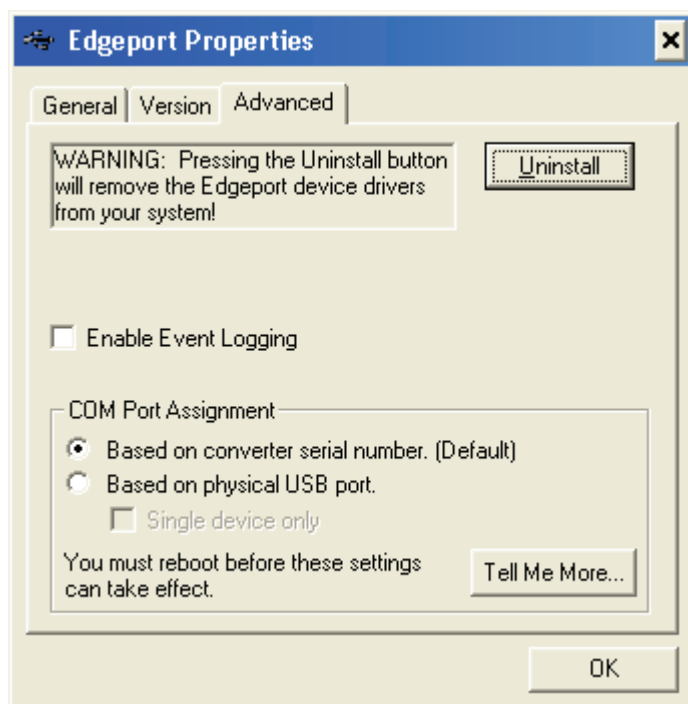 Edgeport Properties
General Version Advanced
WARNING: Pressing the Uninstall button
will remove the Edgeport device drivers
from your system!
Uninstall
Enable Event Logging
COM Port Assignment
Based on converter serial number. (Default)
Based on physical USB port.
Single device only
You must reboot before these settings
can take effect.
Tell Me More...
OK